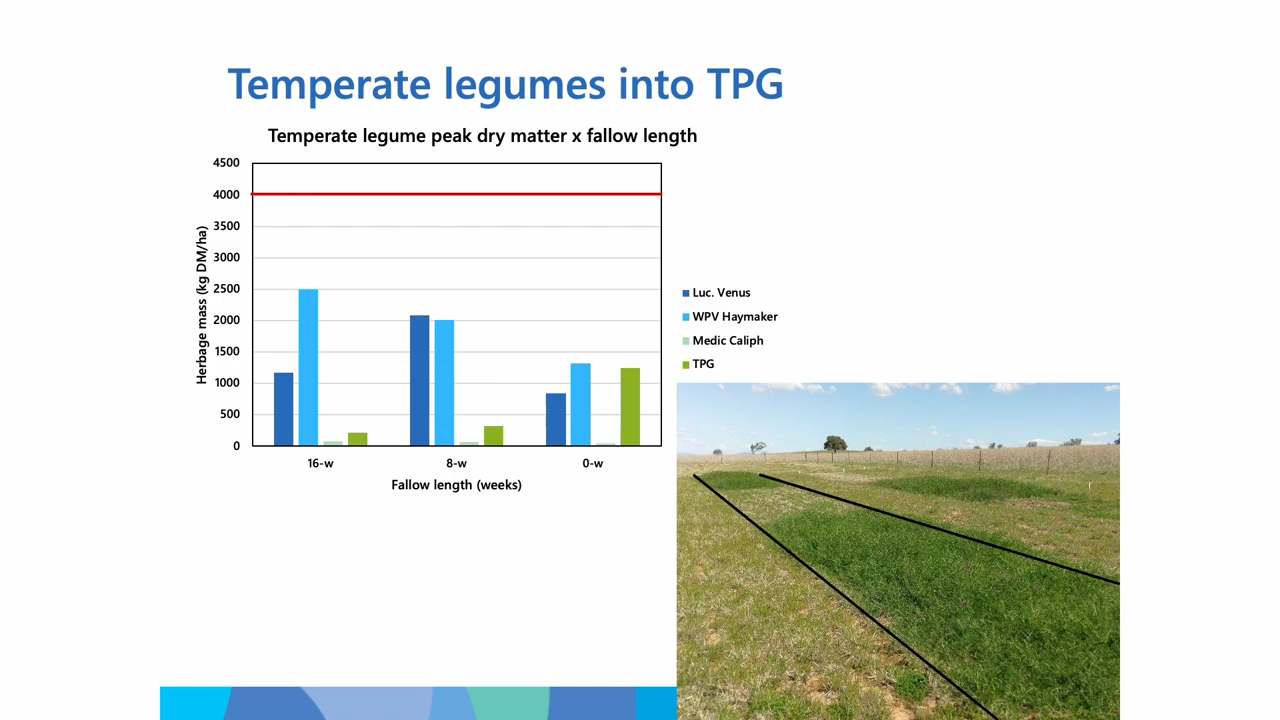 Temperate legumes into TPG
Temperate legume peak dry matter x fallow length
Herbage mass (kg DM/ha)
4500
4000
3500
3000
2500
2000
1500
1000
500
0
16-w
8-w
0-w
Fallow length (weeks)
Luc. Venus
WPV Haymaker
Medic Caliph
TPG